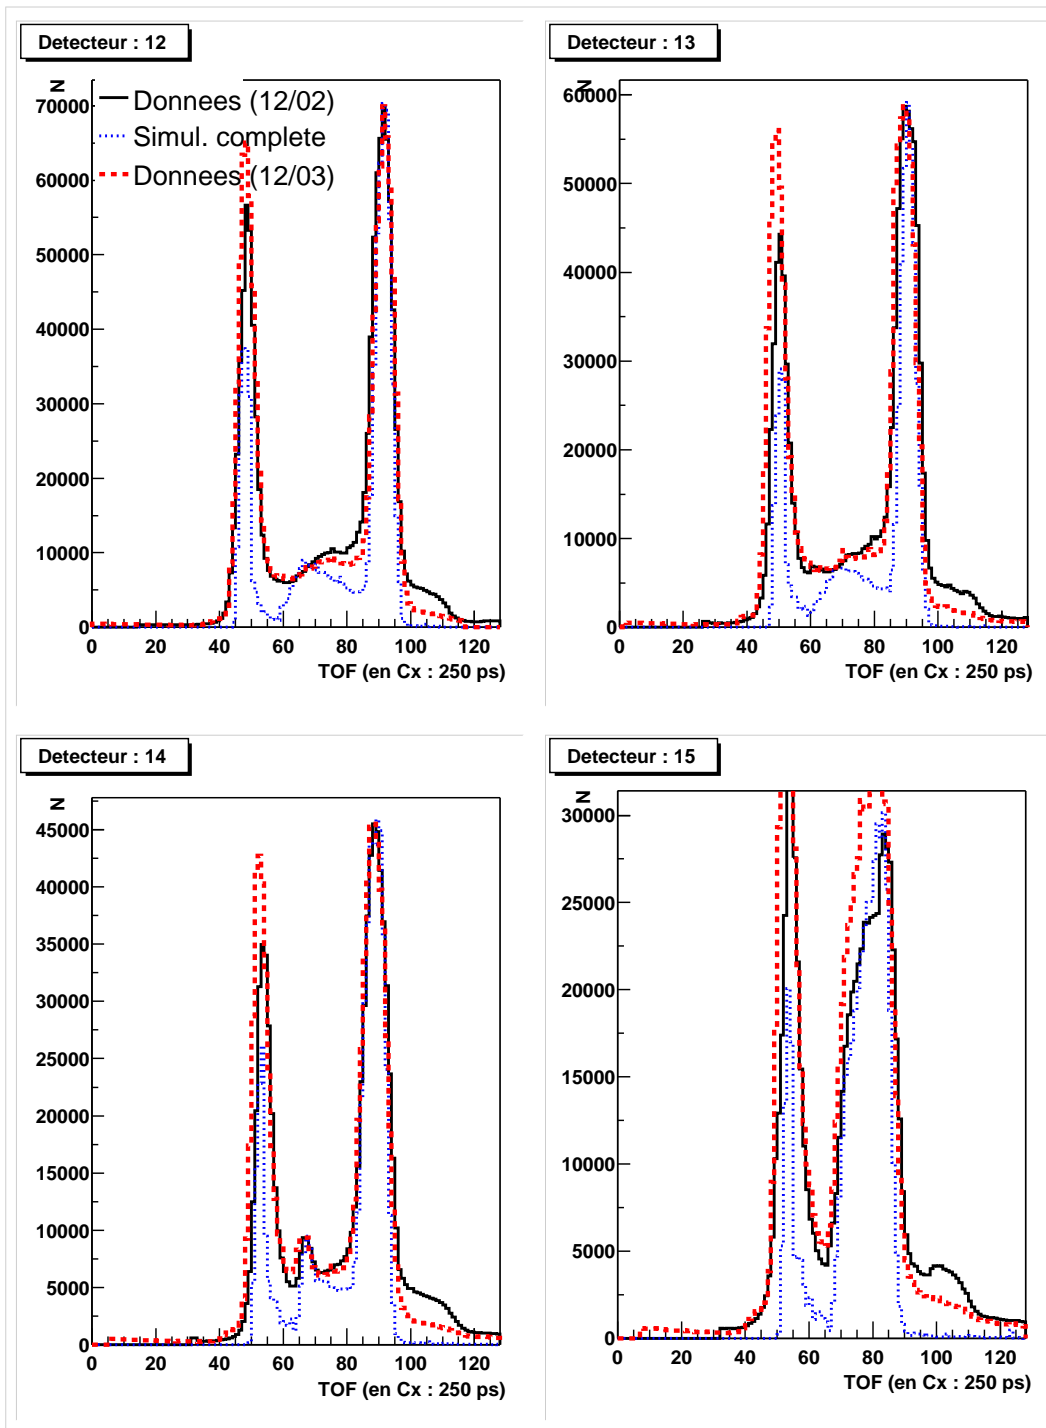 Detecteur : 12
N
70000
60000
50000
40000
30000
20000
10000
0
0 20 40 60 80 100 120
TOF (en Cx : 250 ps)
Donnees (12/02)
Simul. complete
Donnees (12/03)
Detecteur : 13
N
60000
50000
40000
30000
20000
10000
0
0 20 40 60 80 100 120
TOF (en Cx : 250 ps)
Detecteur : 14
N
45000
40000
35000
30000
25000
20000
15000
10000
5000
0
0 20 40 60 80 100 120
TOF (en Cx : 250 ps)
Detecteur : 15
N
30000
25000
20000
15000
10000
5000
0
0 20 40 60 80 100 120
TOF (en Cx : 250 ps)